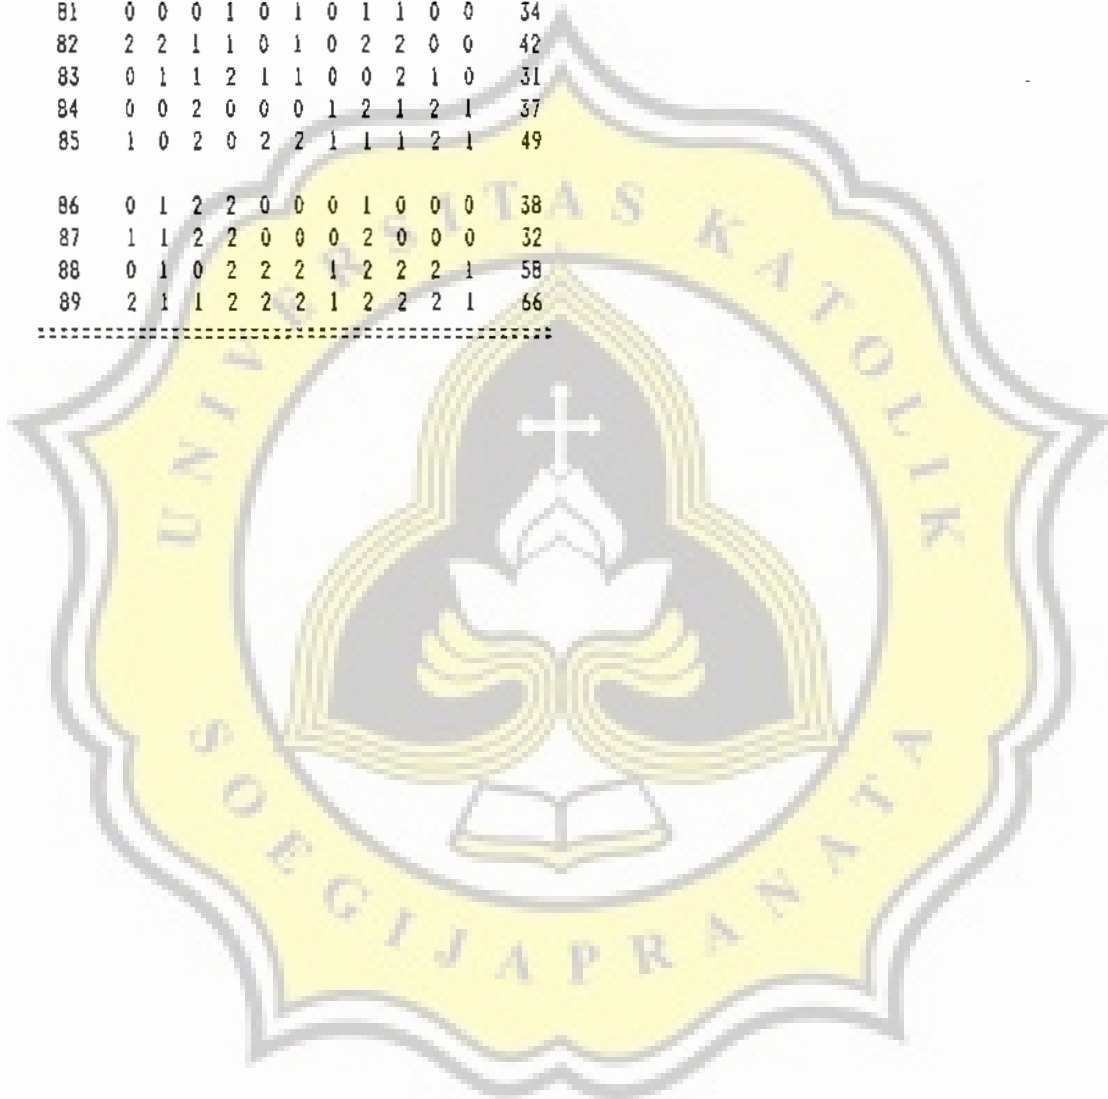 81 0 0 0 1 0 1 0 1 1 0 0 34
82 2 2 1 1 0 1 0 2 2 0 0 42
83 0 1 1 2 1 1 0 0 2 1 0 31
84 0 0 2 0 0 0 1 2 1 2 1 37
85 1 0 2 0 2 2 1 1 1 2 1 49
86 0 1 2 2 0 0 0 1 0 0 0 38
87 1 1 2 2 0 0 0 2 0 0 0 32
88 0 1 0 2 2 2 1 2 2 2 1 58
89 2 1 1 2 2 2 1 2 2 2 1 66
UNIVERSITAS KATOLIK
SOEGIJAPRANATA